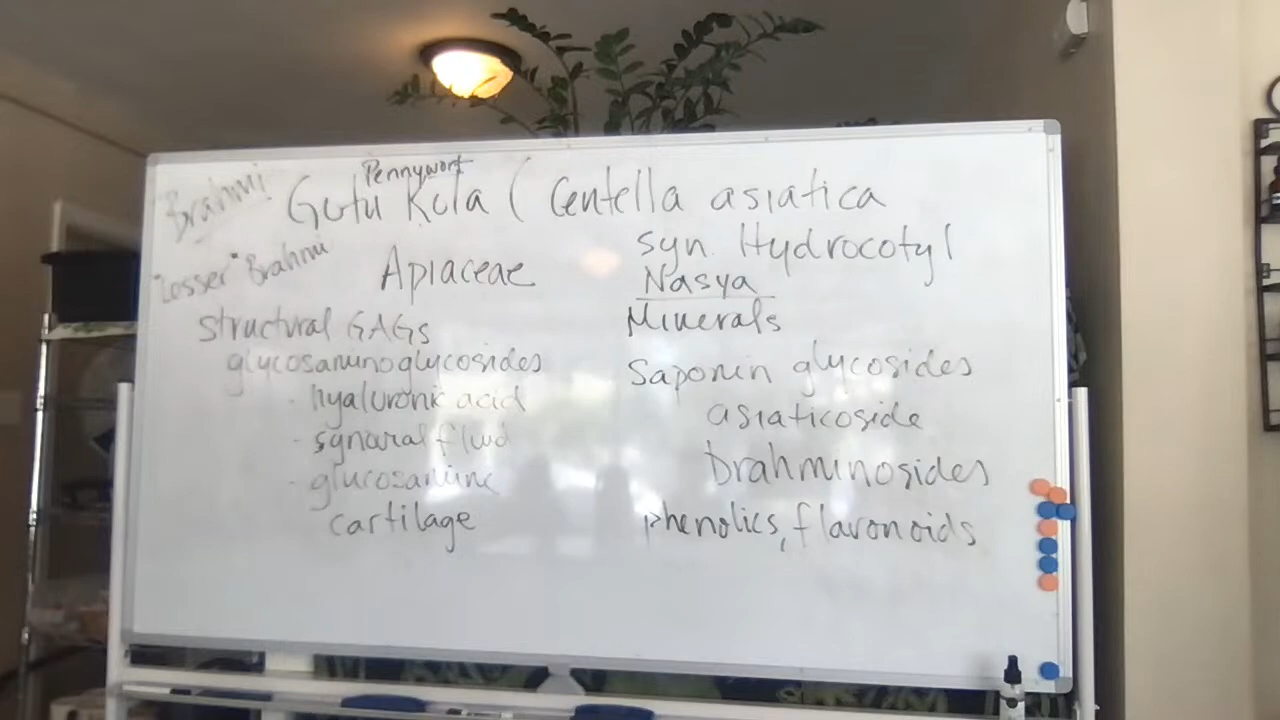 Brahmi
Pennywort
Gotu Kola ( Centella asiatica
syn. Hydrocotyl
"Lesser" Brahmi
Apiaceae
Nasya
structural GAGs
Minerals
glycosaminoglycosides
Saponin glycosides
- hyaluronic acid
asiaticoside
- synovial fluid
brahminosides
- glucosamine
cartilage
phenolics, flavonoids